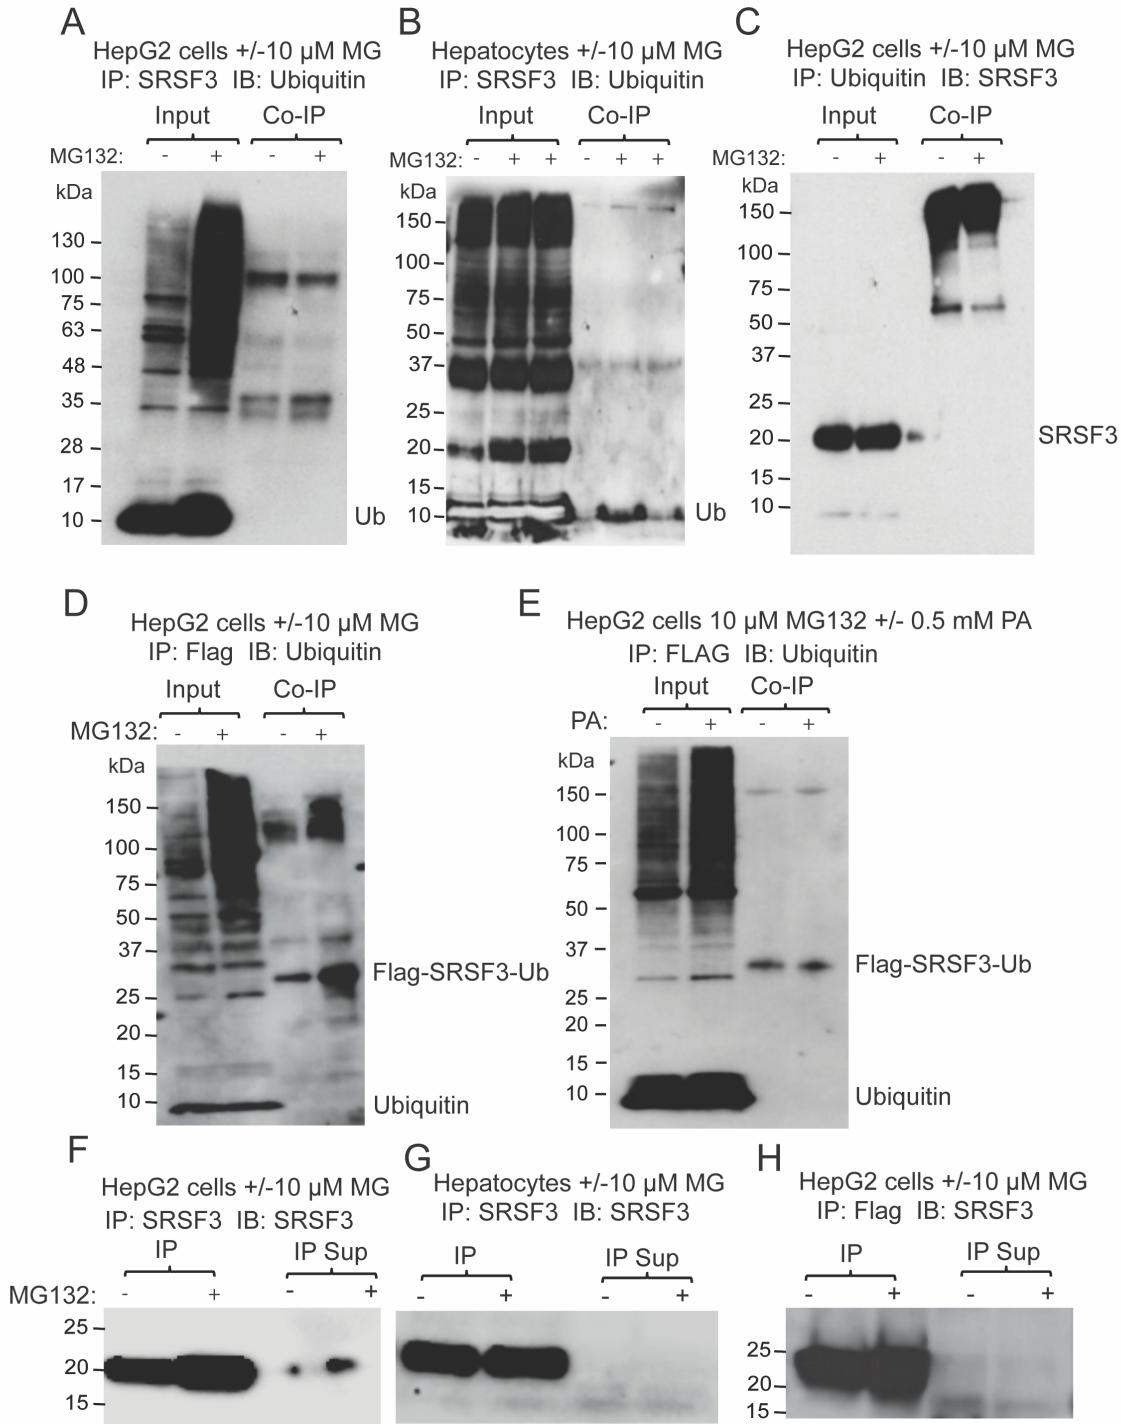 A
HepG2 cells +/-10 µM MG
IP: SRSF3 IB: Ubiquitin
Input Co-IP
MG132: - + - +
kDa
130
100
75
63
48
35
28
17
10
Ub
B
Hepatocytes +/-10 µM MG
IP: SRSF3 IB: Ubiquitin
Input Co-IP
MG132: - + + - + +
kDa
150
100
75
50
37
25
20
15
10
Ub
C
HepG2 cells +/-10 µM MG
IP: Ubiquitin IB: SRSF3
Input Co-IP
MG132: - + - +
kDa
150
100
75
50
37
25
20
15
10
SRSF3
D
HepG2 cells +/-10 µM MG
IP: Flag IB: Ubiquitin
Input Co-IP
MG132: - + - +
kDa
150
100
75
50
37
25
20
15
10
Flag-SRSF3-Ub
Ubiquitin
E
HepG2 cells 10 µM MG132 +/- 0.5 mM PA
IP: FLAG IB: Ubiquitin
Input Co-IP
PA: - + - +
kDa
150
100
75
50
37
25
20
15
10
Flag-SRSF3-Ub
Ubiquitin
F
HepG2 cells +/-10 µM MG
IP: SRSF3 IB: SRSF3
IP IP Sup
MG132: - + - +
25
20
15
G
Hepatocytes +/-10 µM MG
IP: SRSF3 IB: SRSF3
IP IP Sup
- + - +
H
HepG2 cells +/-10 µM MG
IP: Flag IB: SRSF3
IP IP Sup
- + - +
25
20
15